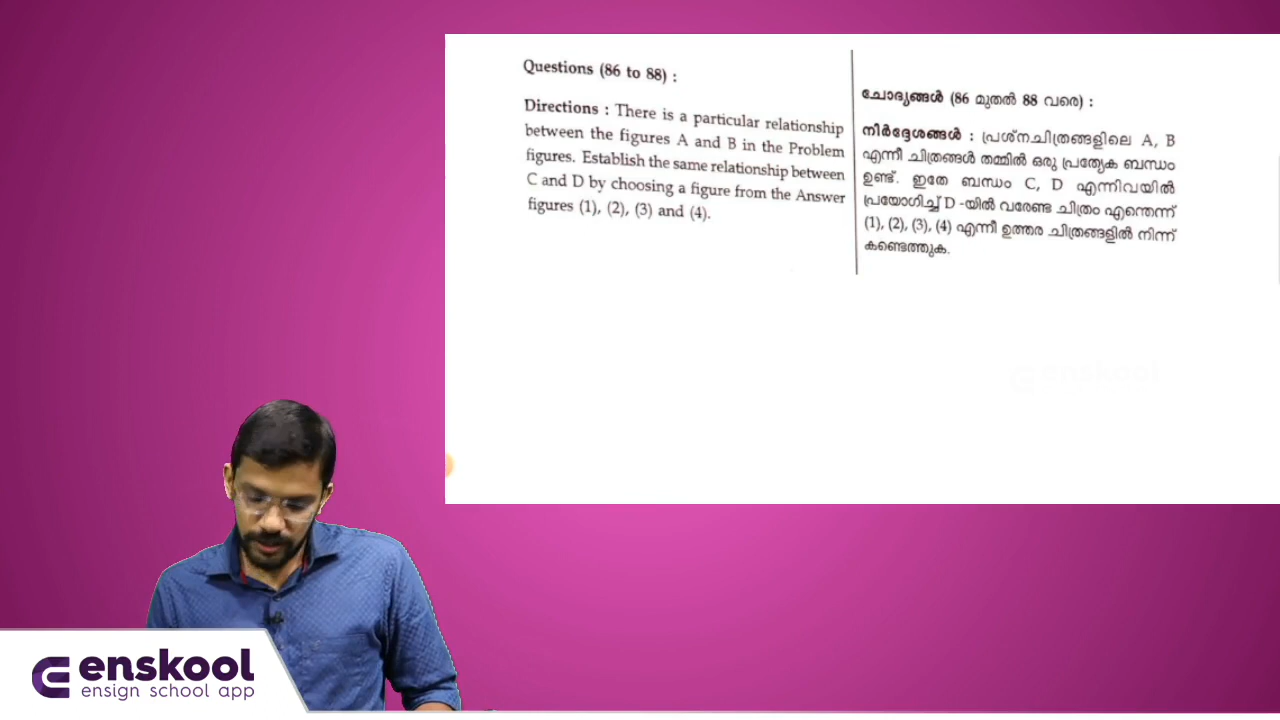 Questions (86 to 88) :
Directions : There is a particular relationship
between the figures A and B in the Problem
figures. Establish the same relationship between
C and D by choosing a figure from the Answer
figures (1), (2), (3) and (4).
ചോദ്യങ്ങൾ (86 മുതൽ 88 വരെ) :
നിർദ്ദേശങ്ങൾ : പ്രശ്നചിത്രങ്ങളിലെ A, B
എന്നീ ചിത്രങ്ങൾ തമ്മിൽ ഒരു പ്രത്യേക ബന്ധം
ഉണ്ട്. ഇതേ ബന്ധം C, D എന്നിവയിൽ
പ്രയോഗിച്ച് D -യിൽ വരേണ്ട ചിത്രം എന്തെന്ന്
(1), (2), (3), (4) എന്നീ ഉത്തര ചിത്രങ്ങളിൽ നിന്ന്
കണ്ടെത്തുക.
enskool
enskool
ensign school app